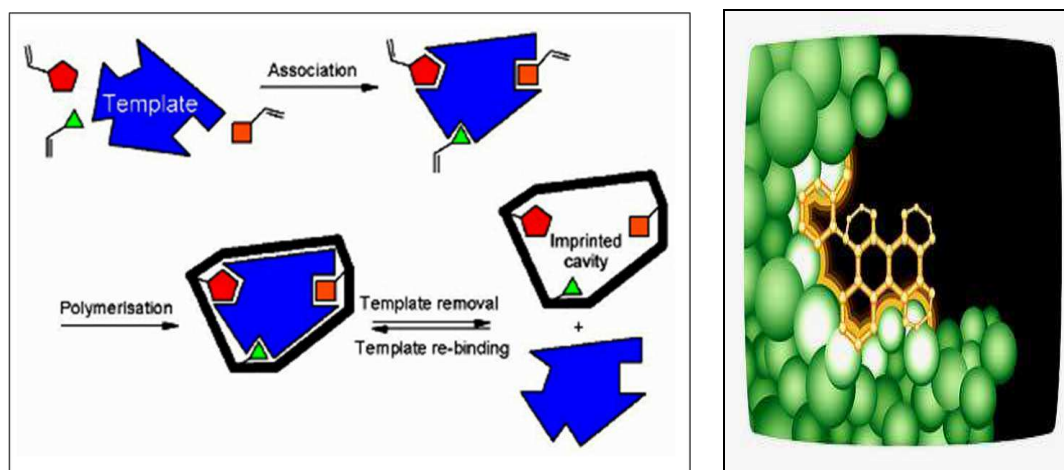 Template
Association
Polymerisation
Template removal
Template re-binding
Imprinted
cavity
+